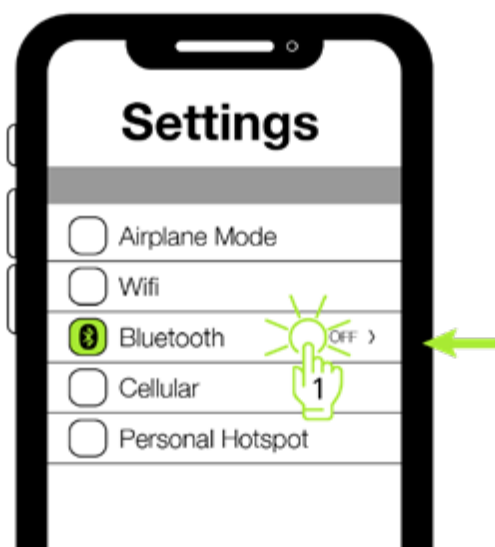 Settings
Airplane Mode
Wifi
Bluetooth OFF >
Cellular
1
Personal Hotspot